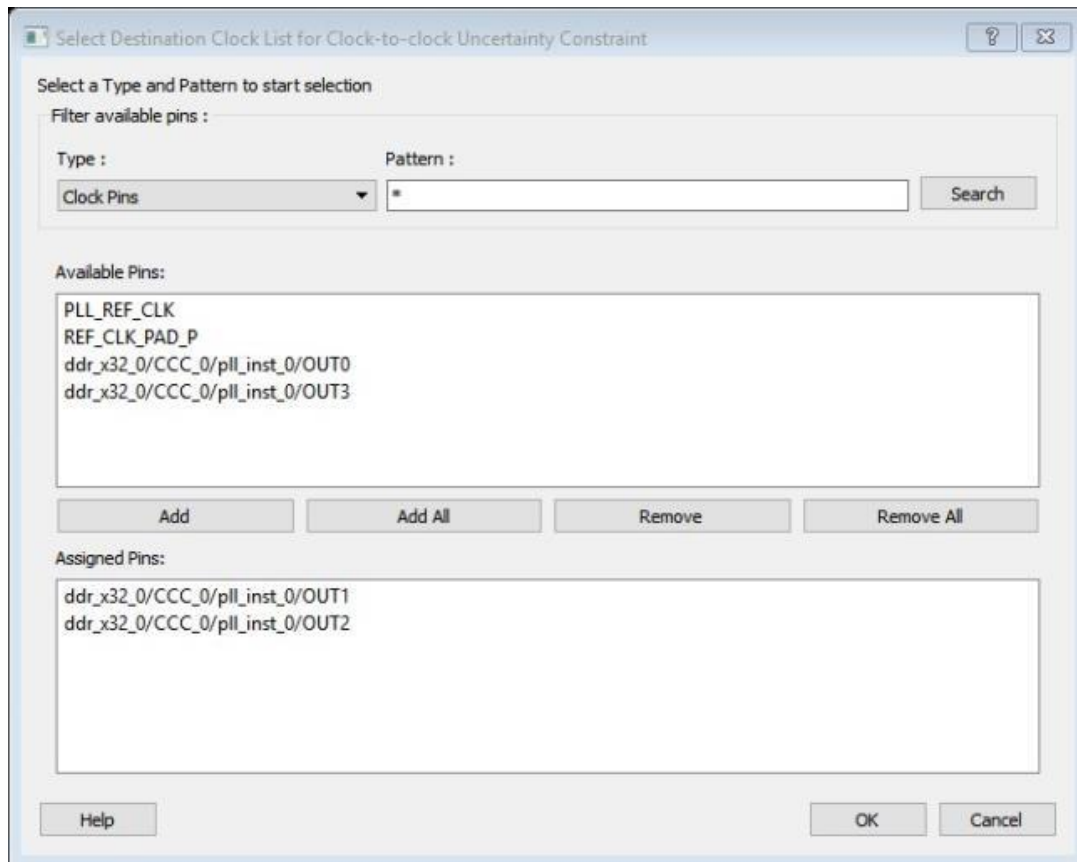 Select Destination Clock List for Clock-to-clock Uncertainty Constraint
Select a Type and Pattern to start selection
Filter available pins :
Type : Pattern :
Clock Pins * Search
Available Pins:
PLL_REF_CLK
REF_CLK_PAD_P
ddr_x32_0/CCC_0/pll_inst_0/OUT0
ddr_x32_0/CCC_0/pll_inst_0/OUT3
Add Add All Remove Remove All
Assigned Pins:
ddr_x32_0/CCC_0/pll_inst_0/OUT1
ddr_x32_0/CCC_0/pll_inst_0/OUT2
Help OK Cancel